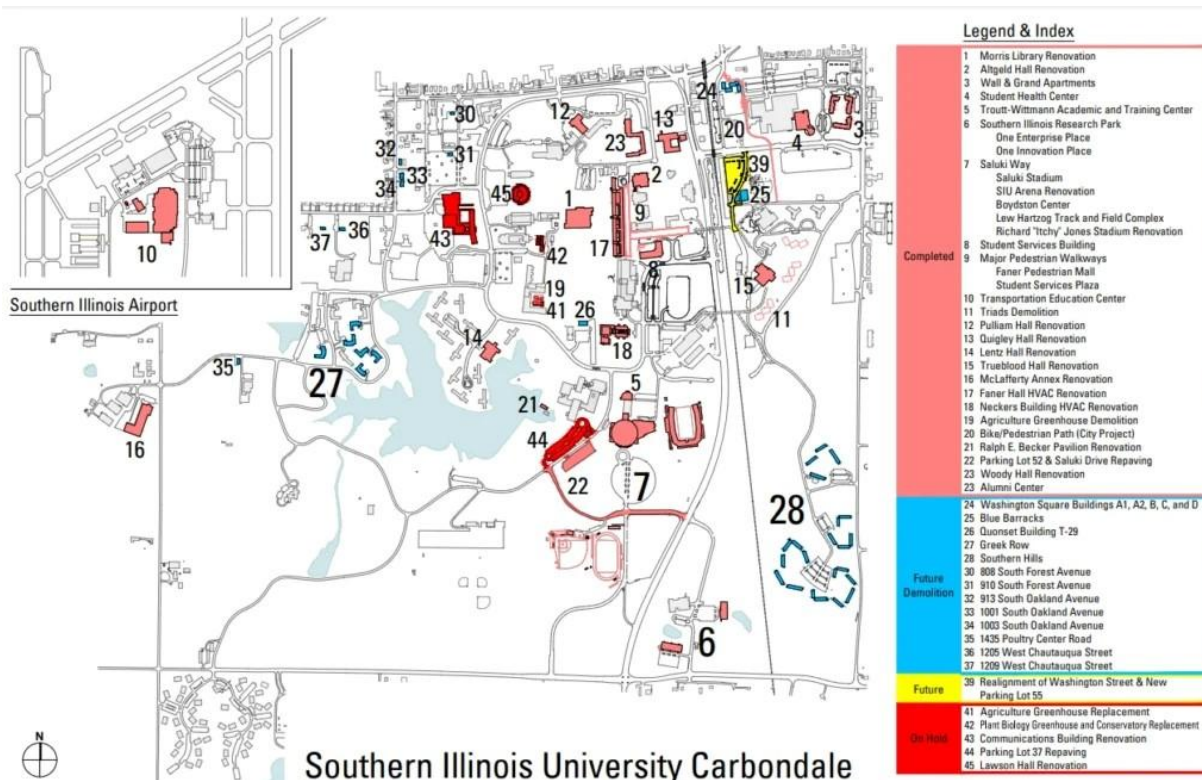 Legend & Index
Completed
1 Morris Library Renovation
2 Altgeld Hall Renovation
3 Wall & Grand Apartments
4 Student Health Center
5 Troutt-Wittmann Academic and Training Center
6 Southern Illinois Research Park
One Enterprise Place
One Innovation Place
7 Saluki Way
Saluki Stadium
SIU Arena Renovation
Boydston Center
Lew Hartzog Track and Field Complex
Richard "Itchy" Jones Stadium Renovation
8 Student Services Building
9 Major Pedestrian Walkways
Faner Pedestrian Mall
Student Services Plaza
10 Transportation Education Center
11 Triads Demolition
12 Pulliam Hall Renovation
13 Quigley Hall Renovation
14 Lentz Hall Renovation
15 Trueblood Hall Renovation
16 McLafferty Annex Renovation
17 Faner Hall HVAC Renovation
18 Neckers Building HVAC Renovation
19 Agriculture Greenhouse Demolition
20 Bike/Pedestrian Path (City Project)
21 Ralph E. Becker Pavilion Renovation
22 Parking Lot 52 & Saluki Drive Repaving
23 Woody Hall Renovation
23 Alumni Center
Future
Demolition
24 Washington Square Buildings A1, A2, B, C, and D
25 Blue Barracks
26 Quonset Building T-29
27 Greek Row
28 Southern Hills
30 808 South Forest Avenue
31 910 South Forest Avenue
32 913 South Oakland Avenue
33 1001 South Oakland Avenue
34 1003 South Oakland Avenue
35 1435 Poultry Center Road
36 1205 West Chautauqua Street
37 1209 West Chautauqua Street
Future
39 Realignment of Washington Street & New
Parking Lot 55
On Hold
41 Agriculture Greenhouse Replacement
42 Plant Biology Greenhouse and Conservatory Replacement
43 Communications Building Renovation
44 Parking Lot 37 Repaving
45 Lawson Hall Renovation
10
Southern Illinois Airport
24
30
12
13
23
20
4
3
32
31
33
34
39
2
25
45
1
9
43
37
36
42
17
8
15
19
41
26
11
14
18
35
27
5
21
16
44
22
7
28
6
N
Southern Illinois University Carbondale